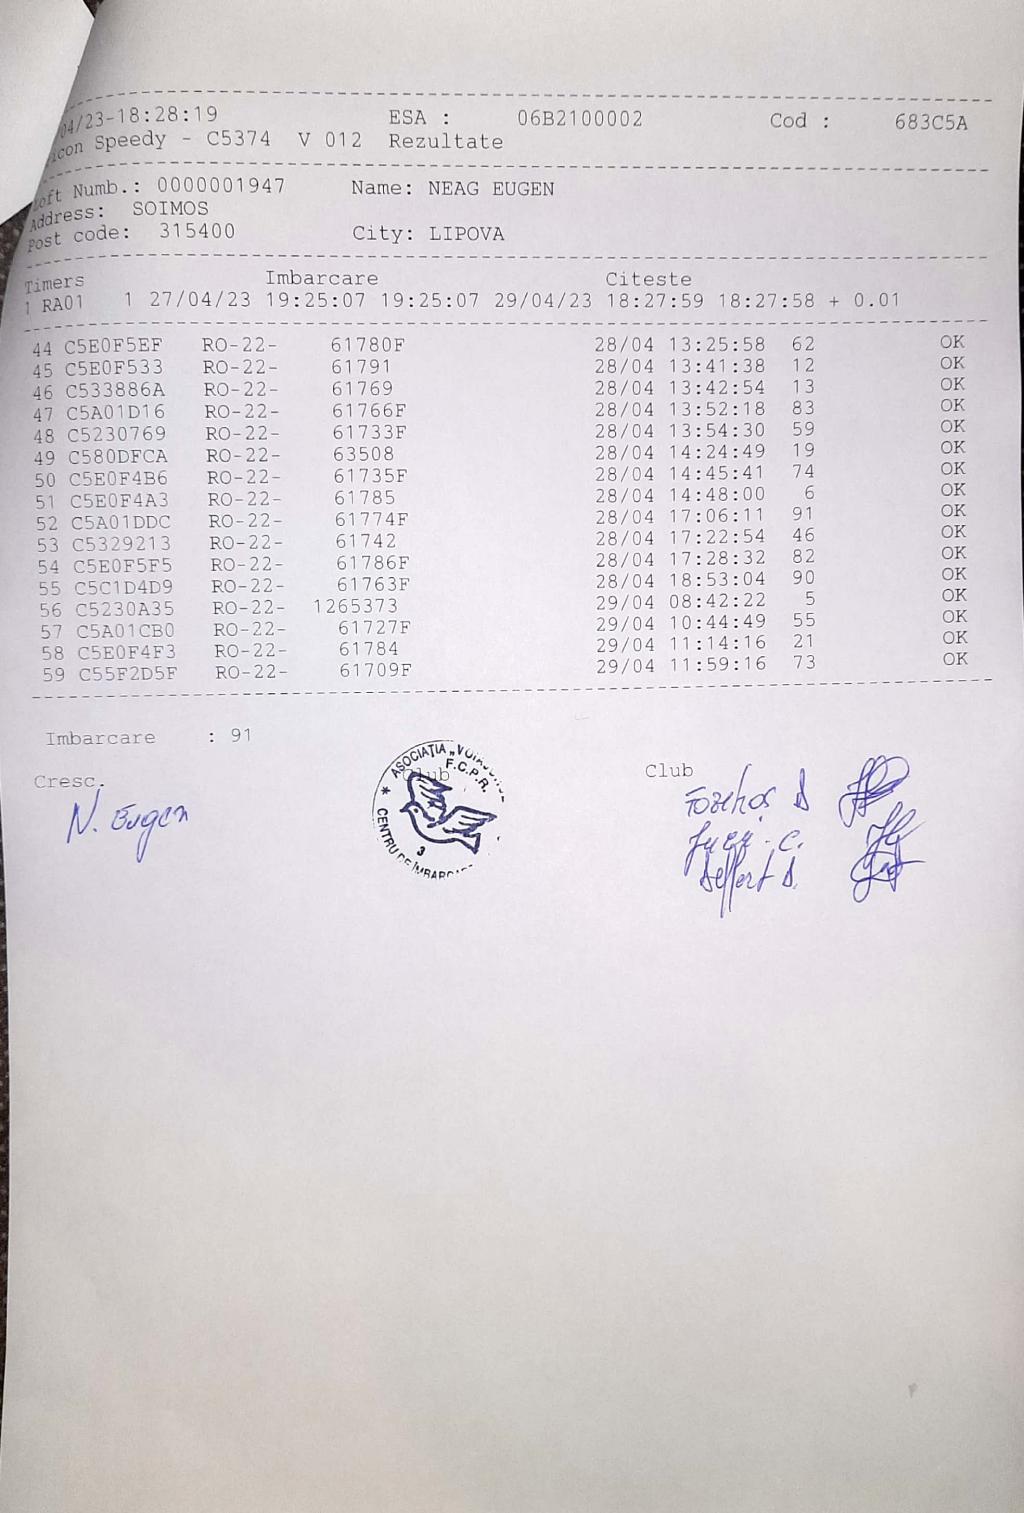 04/23-18:28:19 ESA : 06B2100002 Cod : 683C5A
icon Speedy - C5374 V 012 Rezultate
Loft Numb.: 0000001947 Name: NEAG EUGEN
Address: SOIMOS
Post code: 315400 City: LIPOVA
Timers Imbarcare Citeste
1 RA01 1 27/04/23 19:25:07 19:25:07 29/04/23 18:27:59 18:27:58 + 0.01
44 C5E0F5EF RO-22- 61780F 28/04 13:25:58 62 OK
45 C5E0F533 RO-22- 61791 28/04 13:41:38 12 OK
46 C533886A RO-22- 61769 28/04 13:42:54 13 OK
47 C5A01D16 RO-22- 61766F 28/04 13:52:18 83 OK
48 C5230769 RO-22- 61733F 28/04 13:54:30 59 OK
49 C580DFCA RO-22- 63508 28/04 14:24:49 19 OK
50 C5E0F4B6 RO-22- 61735F 28/04 14:45:41 74 OK
51 C5E0F4A3 RO-22- 61785 28/04 14:48:00 6 OK
52 C5A01DDC RO-22- 61774F 28/04 17:06:11 91 OK
53 C5329213 RO-22- 61742 28/04 17:22:54 46 OK
54 C5E0F5F5 RO-22- 61786F 28/04 17:28:32 82 OK
55 C5C1D4D9 RO-22- 61763F 28/04 18:53:04 90 OK
56 C5230A35 RO-22- 1265373 29/04 08:42:22 5 OK
57 C5A01CB0 RO-22- 61727F 29/04 10:44:49 55 OK
58 C5E0F4F3 RO-22- 61784 29/04 11:14:16 21 OK
59 C55F2D5F RO-22- 61709F 29/04 11:59:16 73 OK
Imbarcare : 91
Cresc. Club Club
N. Eugen
* ASOCIAȚIA
F.C.P.R.
CENTRU DE
3